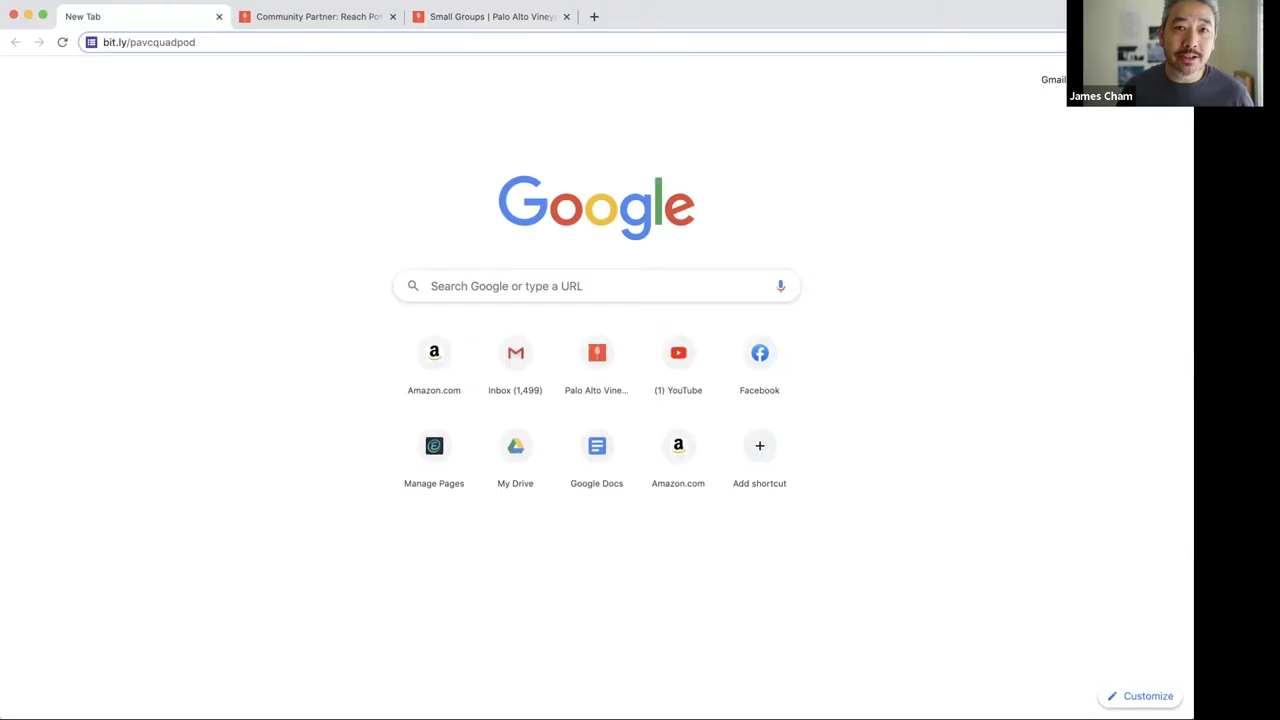 New Tab
Community Partner: Reach Po
Small Groups | Palo Alto Viney
bit.ly/pavcquadpod
Gmail
James Cham
Google
Search Google or type a URL
Amazon.com
Inbox (1,499)
Palo Alto Vine...
(1) YouTube
Facebook
Manage Pages
My Drive
Google Docs
Amazon.com
Add shortcut
Customize